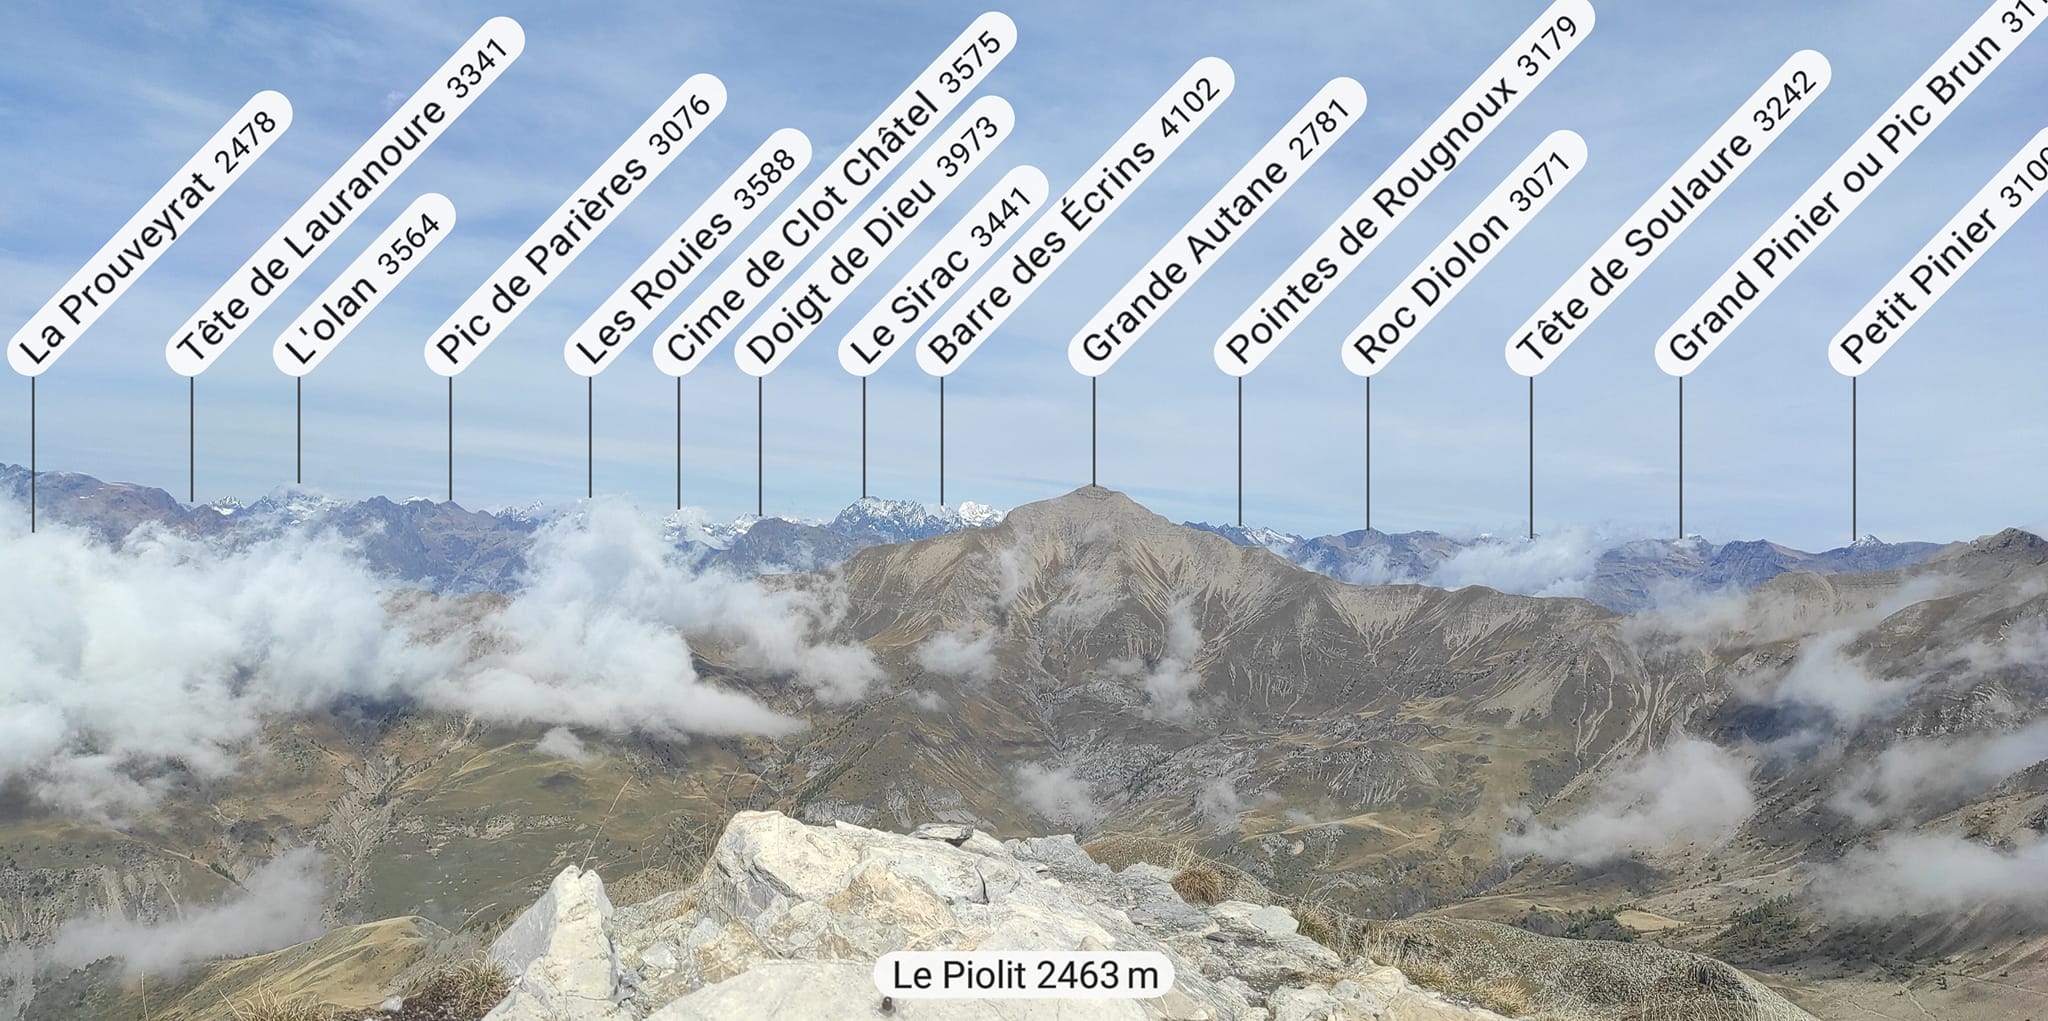 La Prouveyrat 2478
Tête de Lauranoure 3341
L'olan 3564
Pic de Parières 3076
Les Rouies 3588
Cime de Clot Châtel 3575
Doigt de Dieu 3973
Le Sirac 3441
Barre des Écrins 4102
Grande Autane 2781
Pointes de Rougnoux 3179
Roc Diolon 3071
Tête de Soulaure 3242
Grand Pinier ou Pic Brun
Petit Pinier
Le Piolit 2463 m